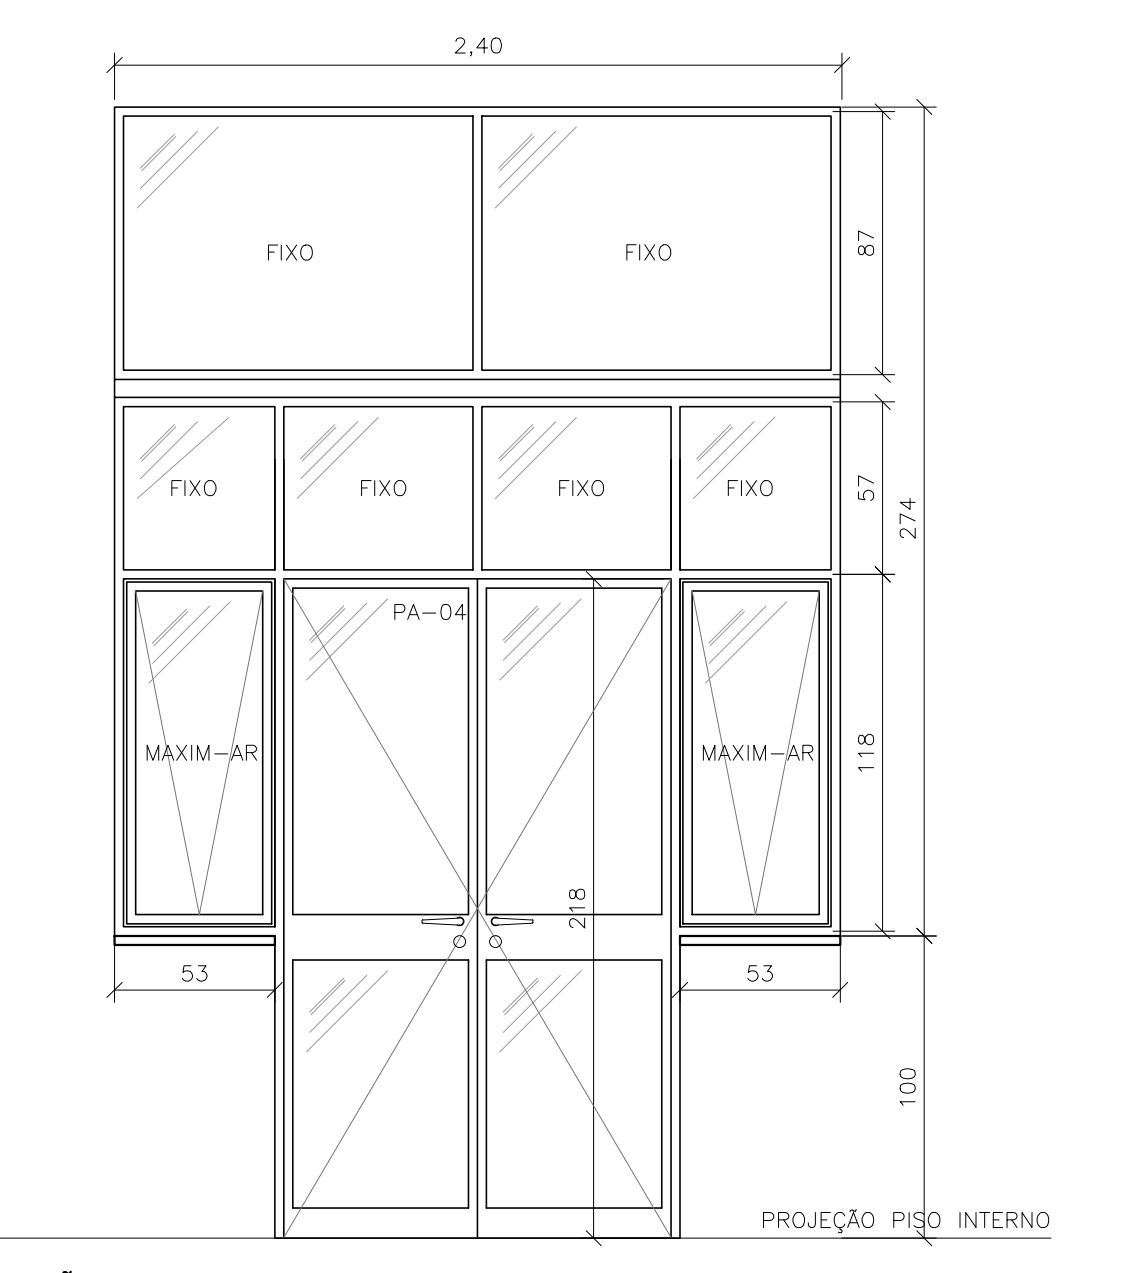 2,40
FIXO FIXO
87
FIXO FIXO FIXO FIXO
57
274
PA-04
MAXIM-AR MAXIM-AR
118
218
53 53
100
PROJEÇÃO PISO INTERNO